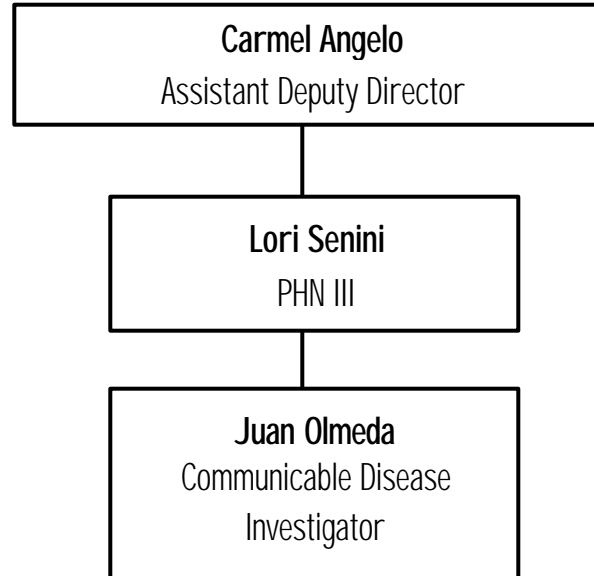 Carmel Angelo
Assistant Deputy Director
Lori Senini
PHN III
Juan Olmeda
Communicable Disease
Investigator